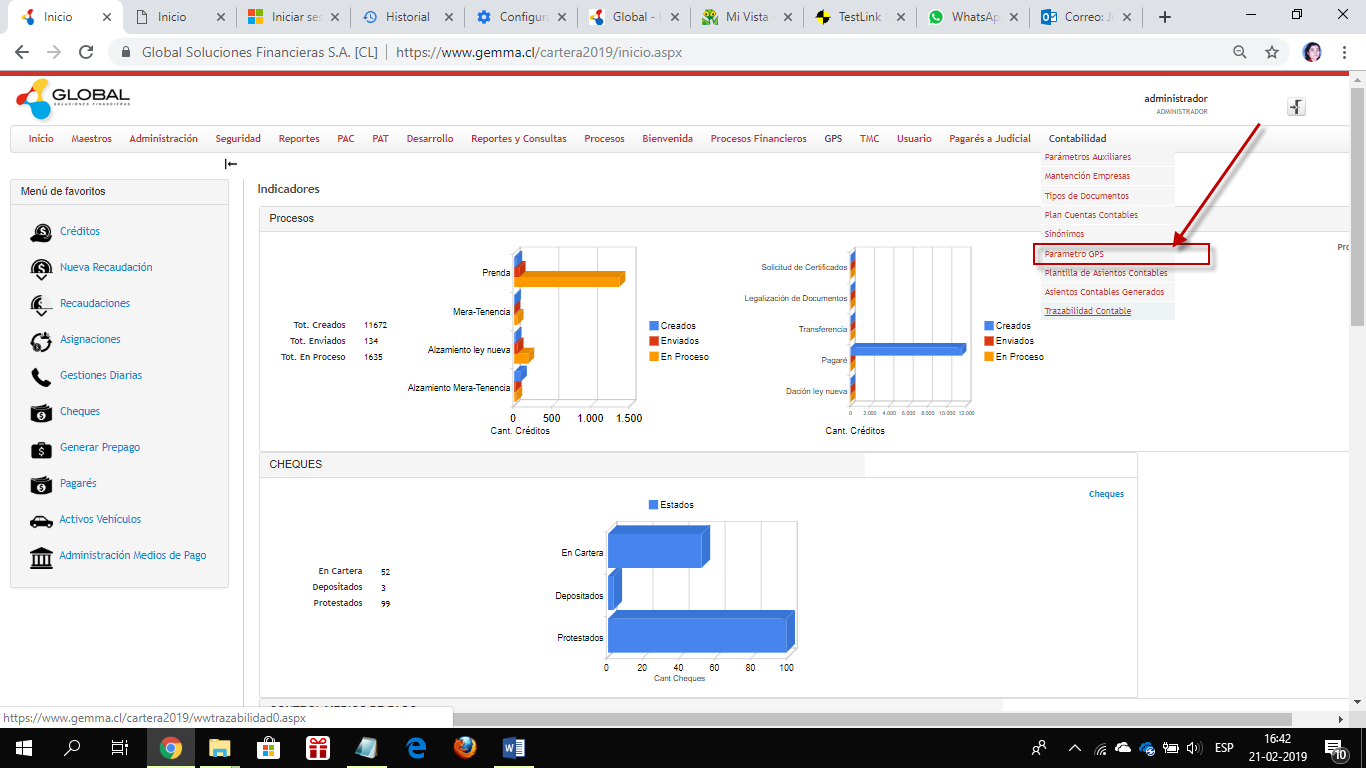 Inicio
Inicio
Iniciar ses
Historial
Configura
Global - I
Mi Vista -
TestLink 1
WhatsAp
Correo: Ji
Global Soluciones Financieras S.A. [CL]
https://www.gemma.cl/cartera2019/inicio.aspx
GLOBAL
SOLUCIONES FINANCIERAS
administrador
ADMINISTRADOR
Inicio Maestros Administración Seguridad Reportes PAC PAT Desarrollo Reportes y Consultas Procesos Bienvenida Procesos Financieros GPS TMC Usuario Pagarés a Judicial Contabilidad
Parámetros Auxiliares
Mantención Empresas
Tipos de Documentos
Plan Cuentas Contables
Sinónimos
Parametro GPS
Plantilla de Asientos Contables
Asientos Contables Generados
Trazabilidad Contable
Menú de favoritos
Créditos
Nueva Recaudación
Recaudaciones
Asignaciones
Gestiones Diarias
Cheques
Generar Prepago
Pagarés
Activos Vehículos
Administración Medios de Pago
Indicadores
Procesos
Pro
Tot. Creados 11672
Tot. Enviados 134
Tot. En Proceso 1635
Prenda
Mera-Tenencia
Alzamiento ley nueva
Alzamiento Mera-Tenencia
0 500 1.000 1.500
Cant. Créditos
Creados
Enviados
En Proceso
Solicitud de Certificados
Legalización de Documentos
Transferencia
Pagaré
Dación ley nueva
0 2.000 4.000 6.000 8.000 10.000 12.000
Cant. Créditos
Creados
Enviados
En Proceso
CHEQUES
Cheques
En Cartera 52
Depositados 3
Protestados 99
Estados
En Cartera
Depositados
Protestados
0 20 40 60 80 100
Cant Cheques
https://www.gemma.cl/cartera2019/wwtrazabilidad0.aspx
ESP
16:42
21-02-2019
10